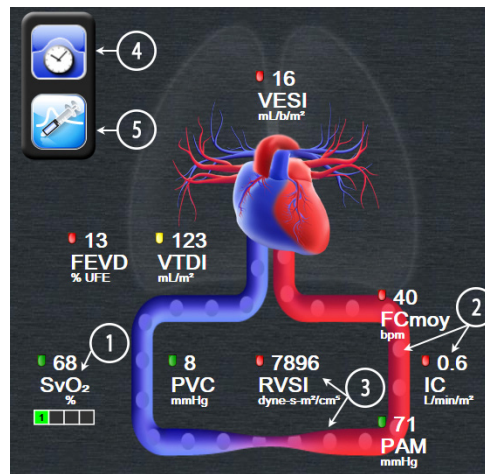 4
5
16
VESI
mL/b/m²
13
FEVD
% UFE
123
VTDI
mL/m²
40
FCmoy
bpm
2
1
68
SvO₂
%
1
8
PVC
mmHg
7896
RVSI
dyne-s-m²/cm⁵
3
0.6
IC
L/min/m²
71
PAM
mmHg